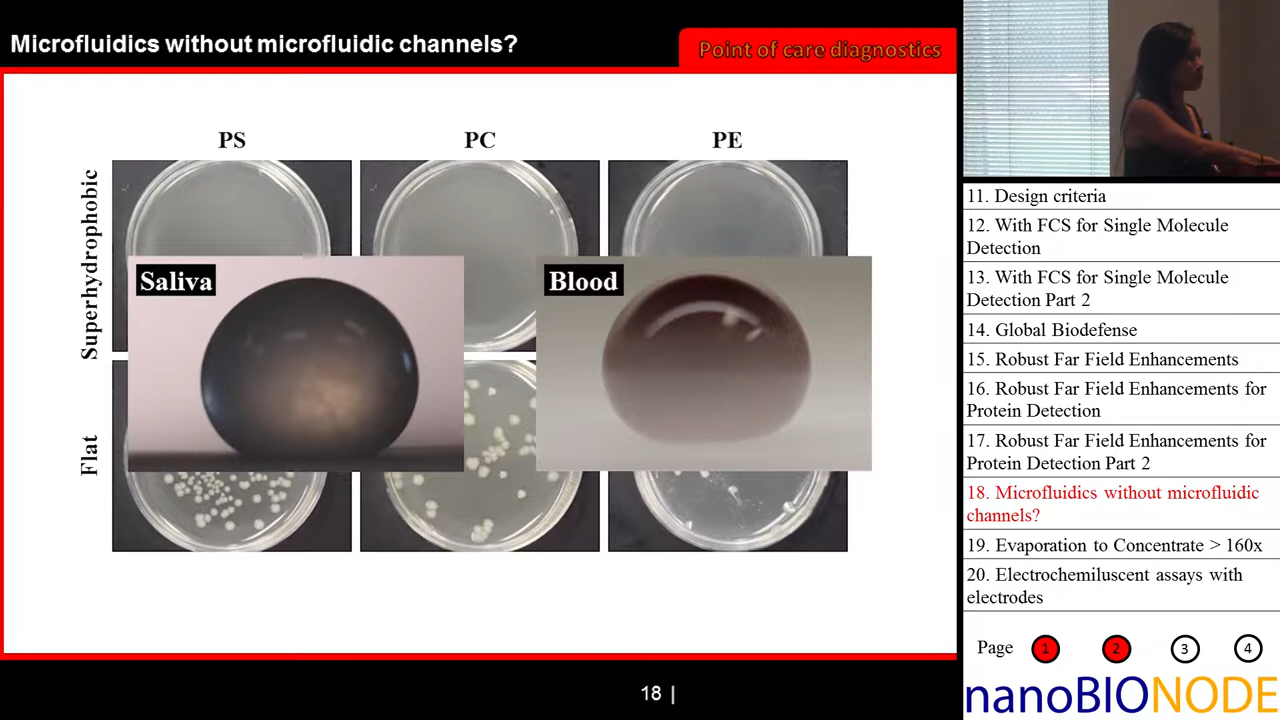 Microfluidics without microfluidic channels?
Point of care diagnostics
PS
PC
PE
Superhydrophobic
Flat
Saliva
Blood
18 |
11. Design criteria
12. With FCS for Single Molecule
Detection
13. With FCS for Single Molecule
Detection Part 2
14. Global Biodefense
15. Robust Far Field Enhancements
16. Robust Far Field Enhancements for
Protein Detection
17. Robust Far Field Enhancements for
Protein Detection Part 2
18. Microfluidics without microfluidic
channels?
19. Evaporation to Concentrate > 160x
20. Electrochemiluscent assays with
electrodes
Page 1 2 3 4
nanoBIONODE